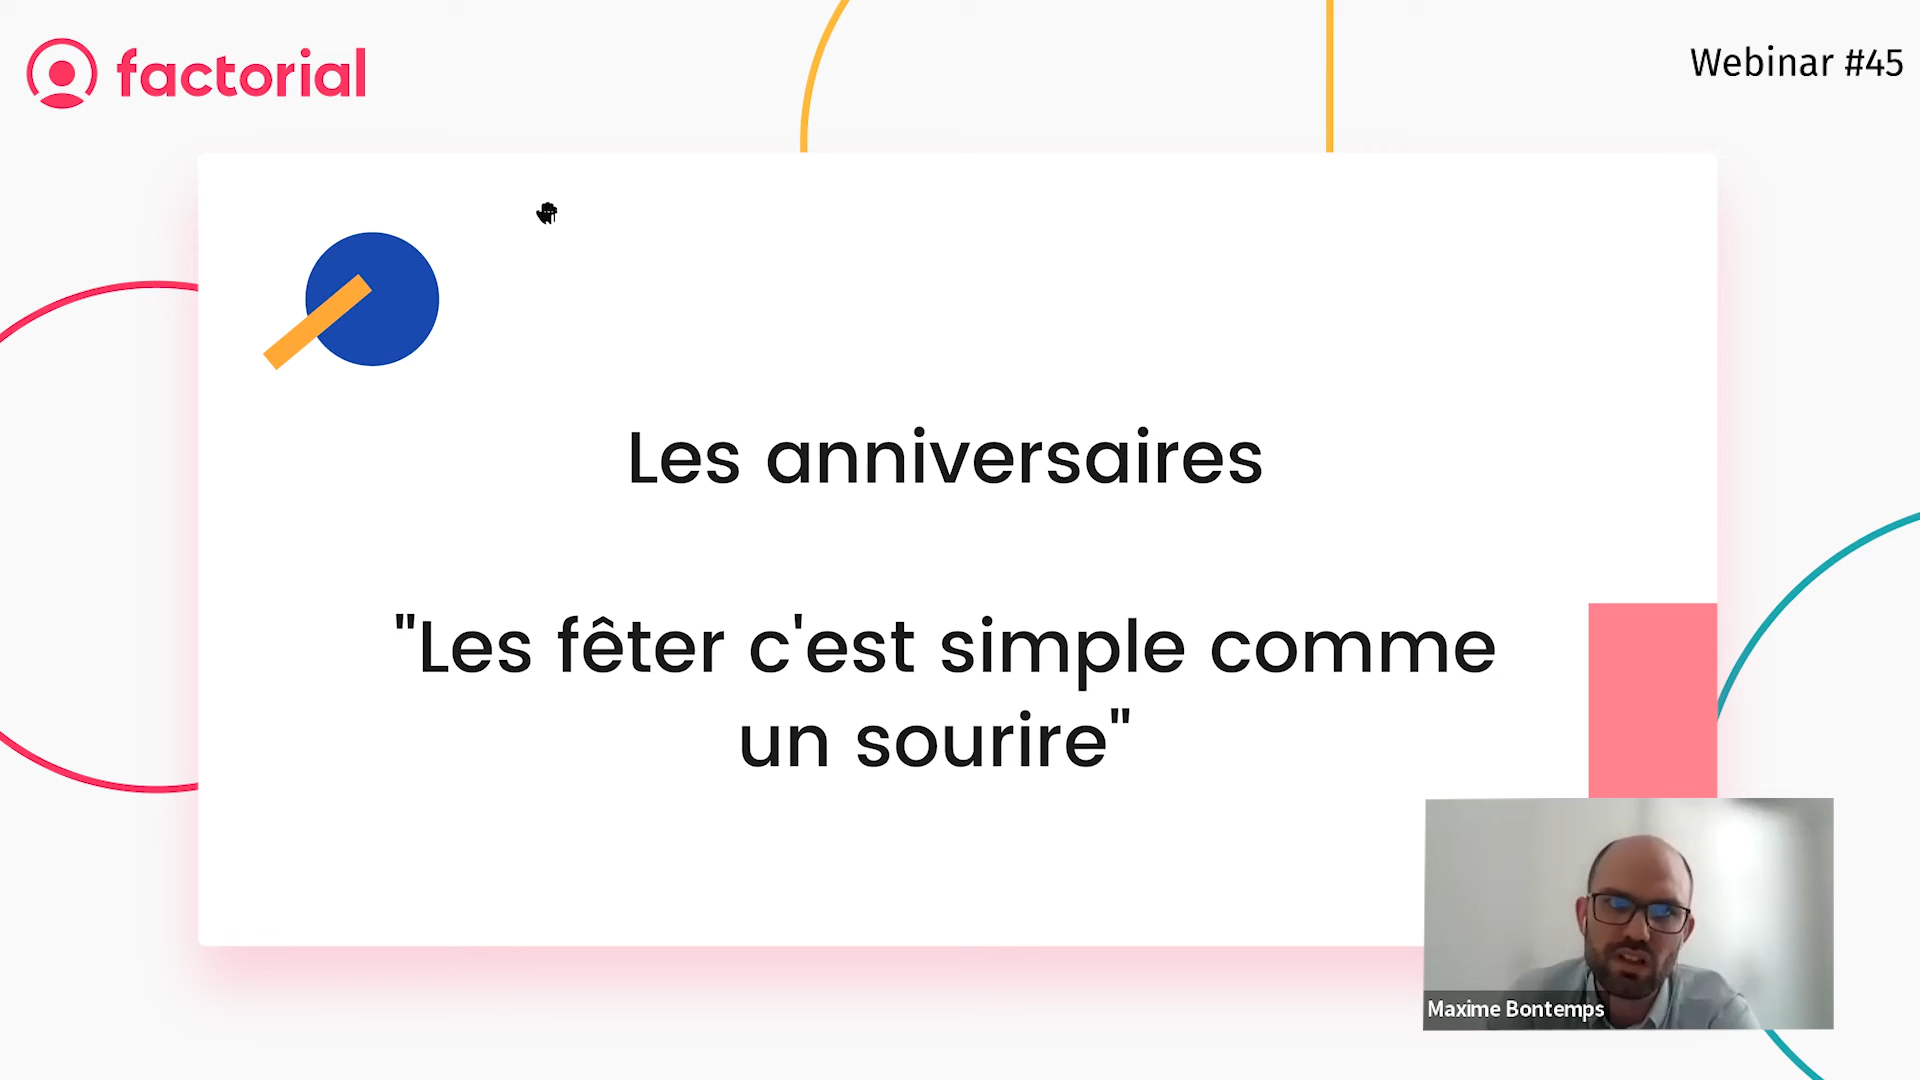 factorial
Webinar #45
Les anniversaires
"Les fêter c'est simple comme
un sourire"
Maxime Bontemps